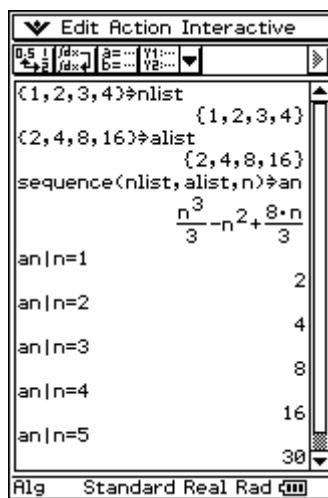 Edit Action Interactive
{1,2,3,4}⇒nlist
{1,2,3,4}
{2,4,8,16}⇒alist
{2,4,8,16}
sequence(nlist,alist,n)⇒an
n^3/3-n^2+8·n/3
an|n=1
2
an|n=2
4
an|n=3
8
an|n=4
16
an|n=5
30
Alg Standard Real Rad